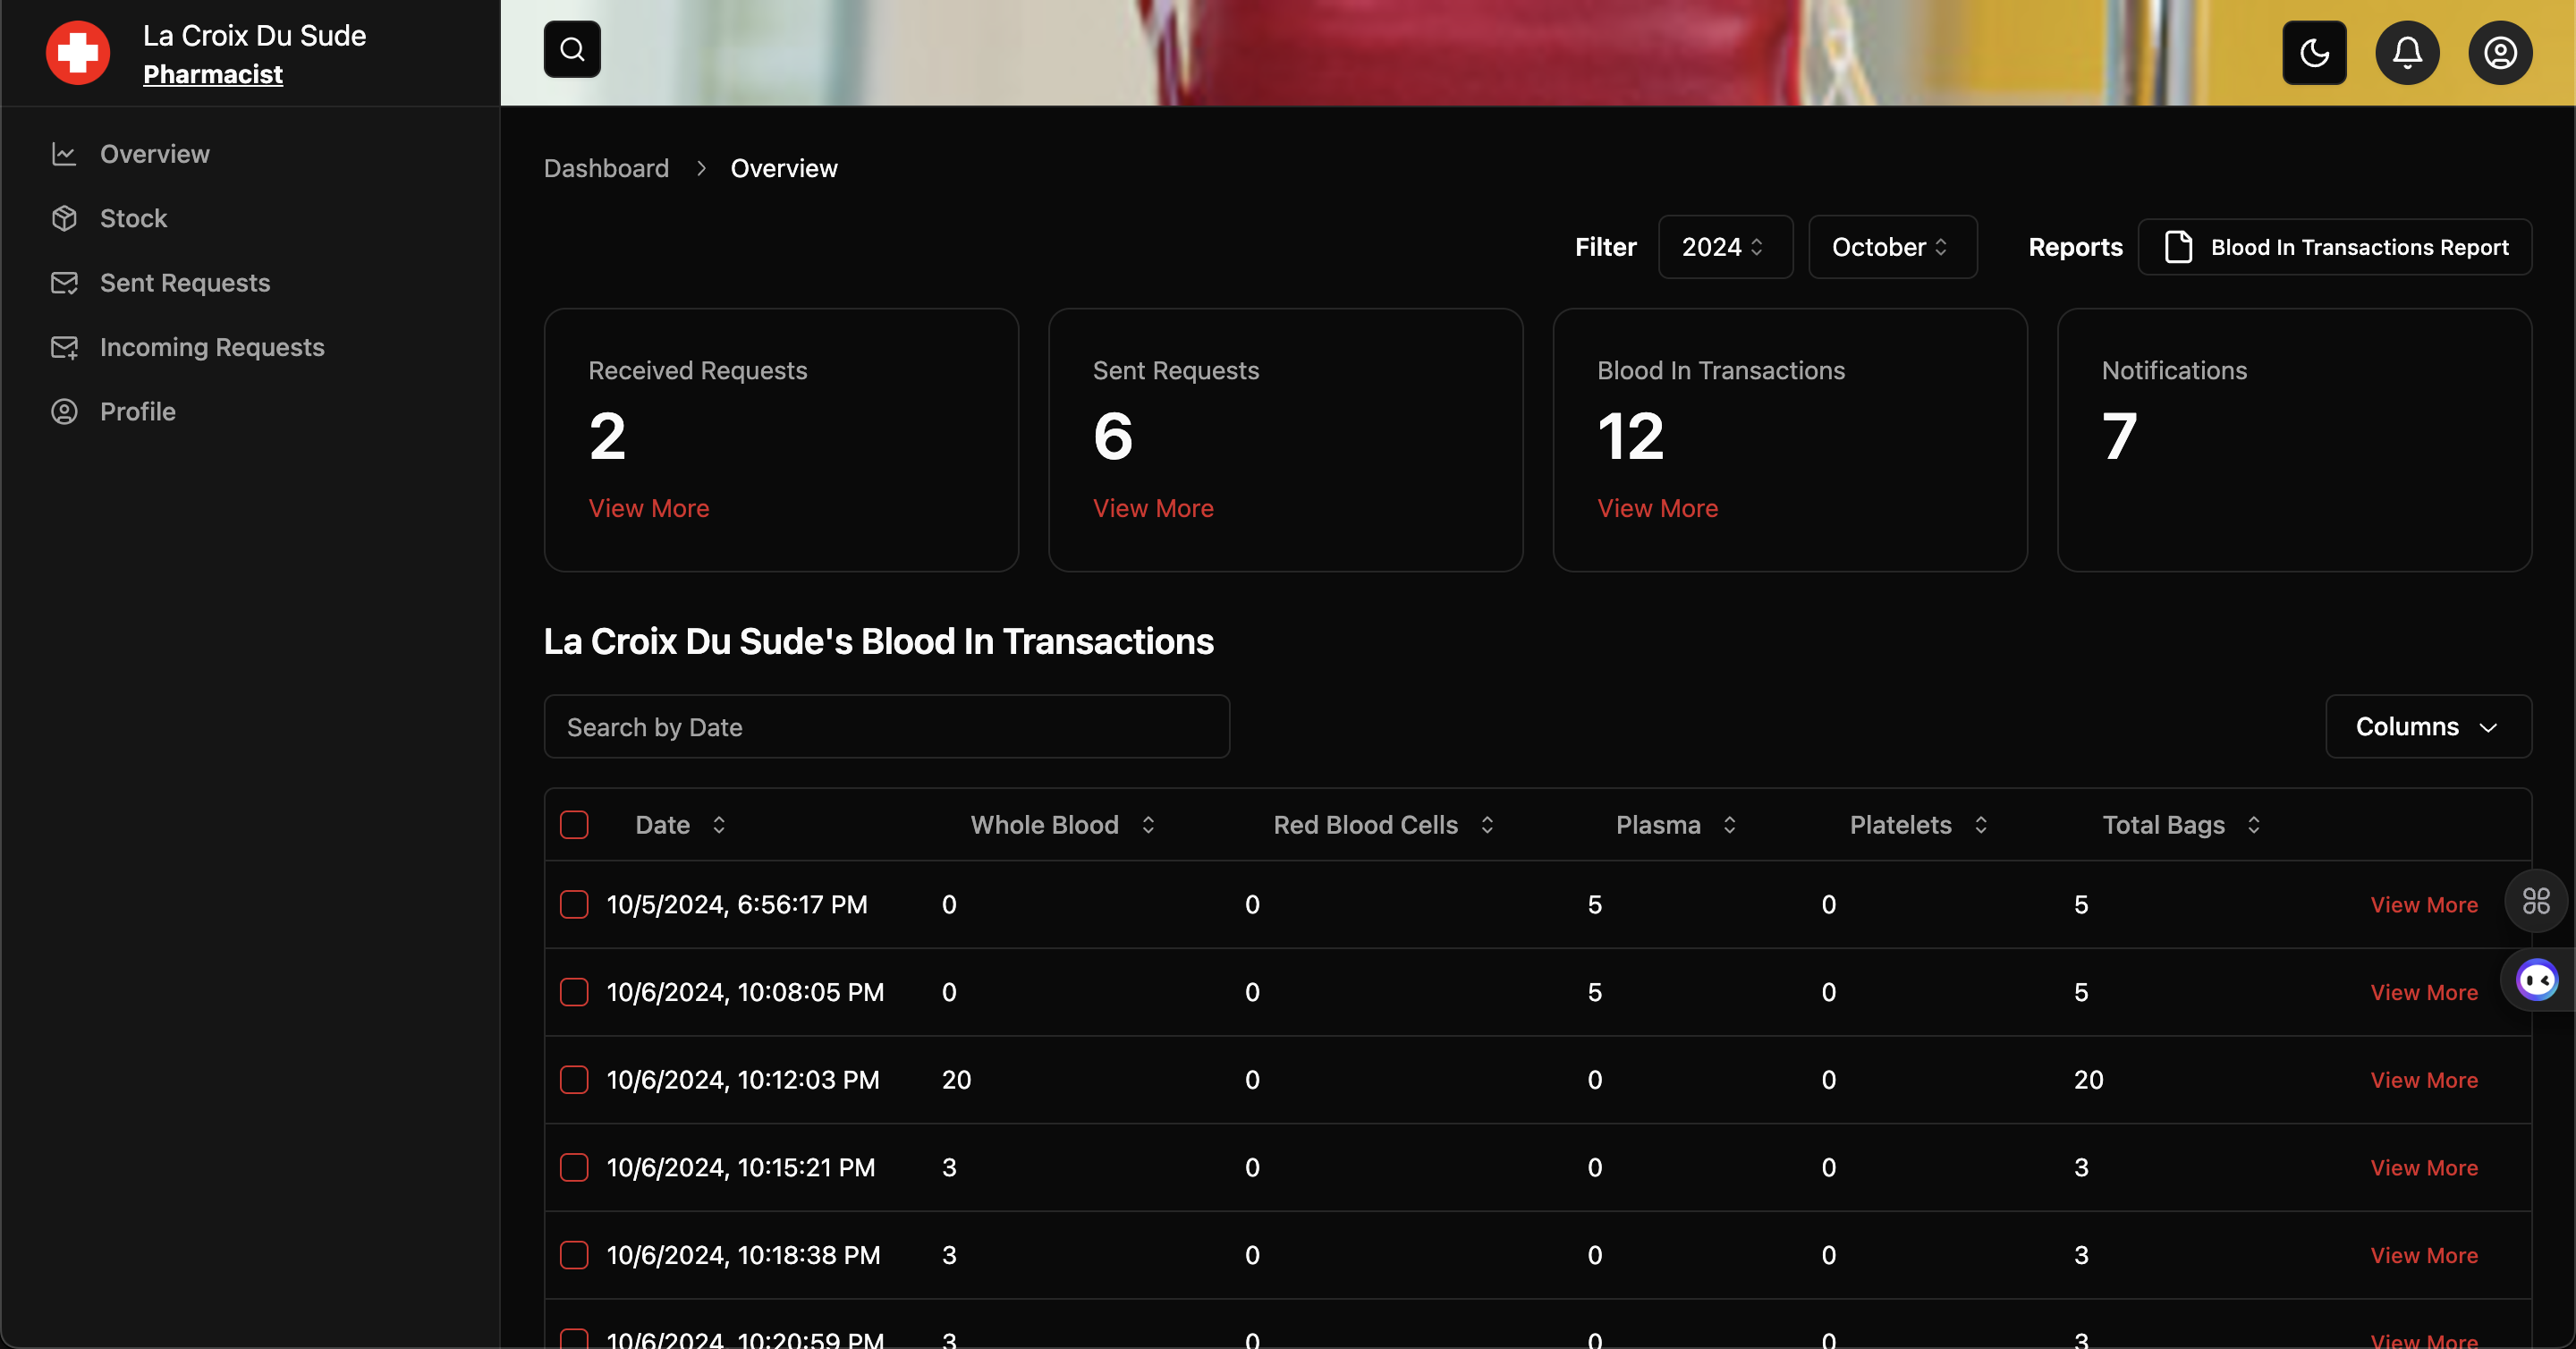 La Croix Du Sude
Pharmacist
Overview
Stock
Sent Requests
Incoming Requests
Profile
Dashboard > Overview
Filter 2024 October Reports Blood In Transactions Report
Received Requests
2
View More
Sent Requests
6
View More
Blood In Transactions
12
View More
Notifications
7
La Croix Du Sude's Blood In Transactions
Search by Date
Columns
Date Whole Blood Red Blood Cells Plasma Platelets Total Bags
10/5/2024, 6:56:17 PM 0 0 5 0 5 View More
10/6/2024, 10:08:05 PM 0 0 5 0 5 View More
10/6/2024, 10:12:03 PM 20 0 0 0 20 View More
10/6/2024, 10:15:21 PM 3 0 0 0 3 View More
10/6/2024, 10:18:38 PM 3 0 0 0 3 View More
10/6/2024, 10:20:59 PM 3 0 0 0 3 View More